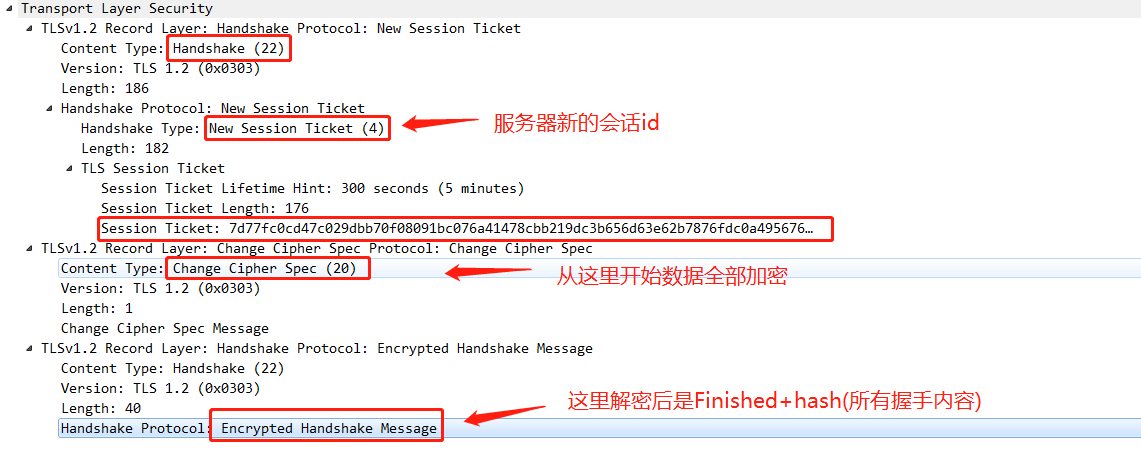 Transport Layer Security
TLSv1.2 Record Layer: Handshake Protocol: New Session Ticket
Content Type: Handshake (22)
Version: TLS 1.2 (0x0303)
Length: 186
Handshake Protocol: New Session Ticket
Handshake Type: New Session Ticket (4) 服务器新的会话id
Length: 182
TLS Session Ticket
Session Ticket Lifetime Hint: 300 seconds (5 minutes)
Session Ticket Length: 176
Session Ticket: 7d77fc0cd47c029dbb70f08091bc076a41478cbb219dc3b656d63e62b7876fdc0a495676…
TLSv1.2 Record Layer: Change Cipher Spec Protocol: Change Cipher Spec
Content Type: Change Cipher Spec (20) 从这里开始数据全部加密
Version: TLS 1.2 (0x0303)
Length: 1
Change Cipher Spec Message
TLSv1.2 Record Layer: Handshake Protocol: Encrypted Handshake Message
Content Type: Handshake (22)
Version: TLS 1.2 (0x0303)
Length: 40 这里解密后是Finished+hash(所有握手内容)
Handshake Protocol: Encrypted Handshake Message